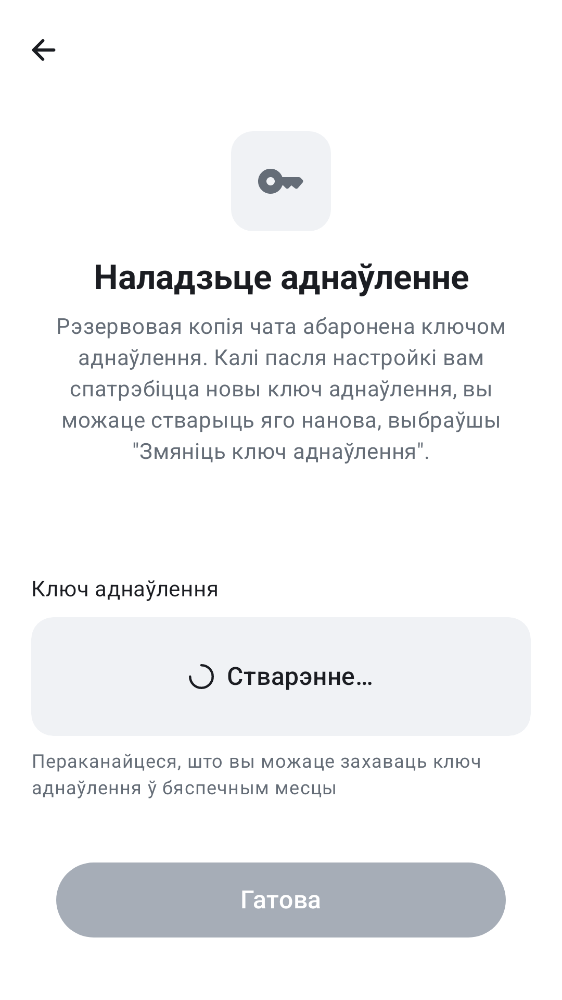 Наладзьце аднаўленне
Рэзервовая копія чата абаронена ключом
аднаўлення. Калі пасля настройкі вам
спатрэбіцца новы ключ аднаўлення, вы
можаце стварыць яго нанова, выбраўшы
"Змяніць ключ аднаўлення".
Ключ аднаўлення
Стварэнне...
Пераканайцеся, што вы можаце захаваць ключ
аднаўлення ў бяспечным месцы
Гатова